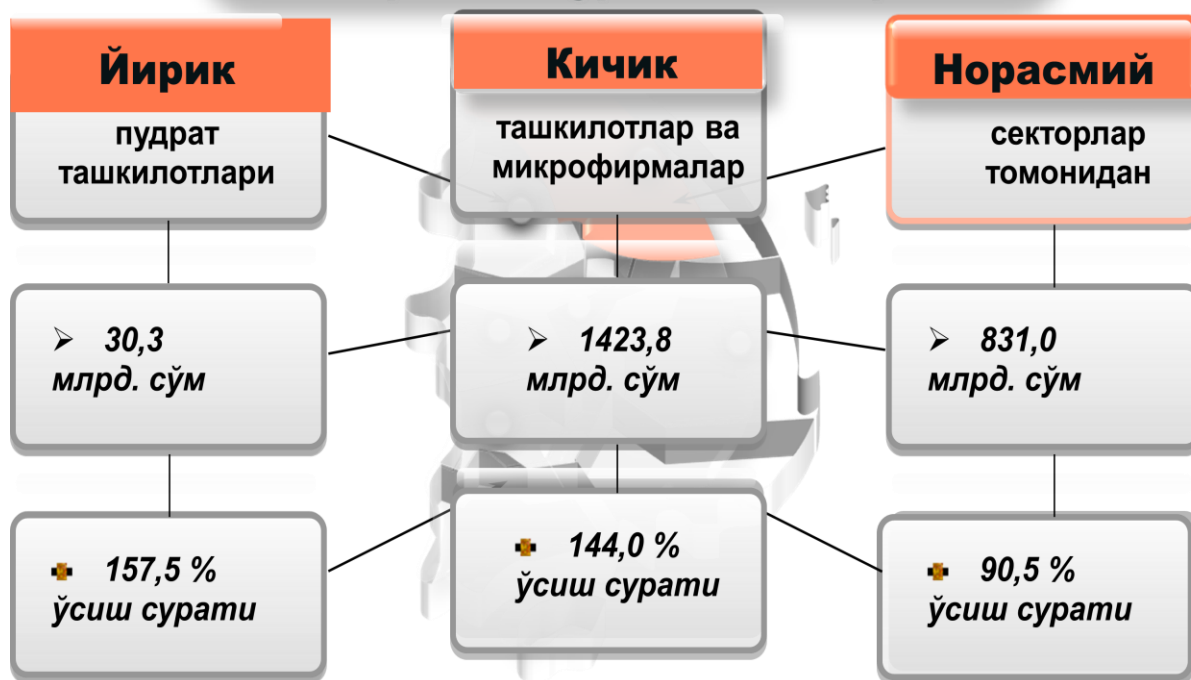 Йирик
пудрат
ташкилотлари
Кичик
ташкилотлар ва
микрофирмалар
Норасмий
секторлар
томонидан
30,3
млрд. сўм
1423,8
млрд. сўм
831,0
млрд. сўм
157,5 %
ўсиш сурати
144,0 %
ўсиш сурати
90,5 %
ўсиш сурати